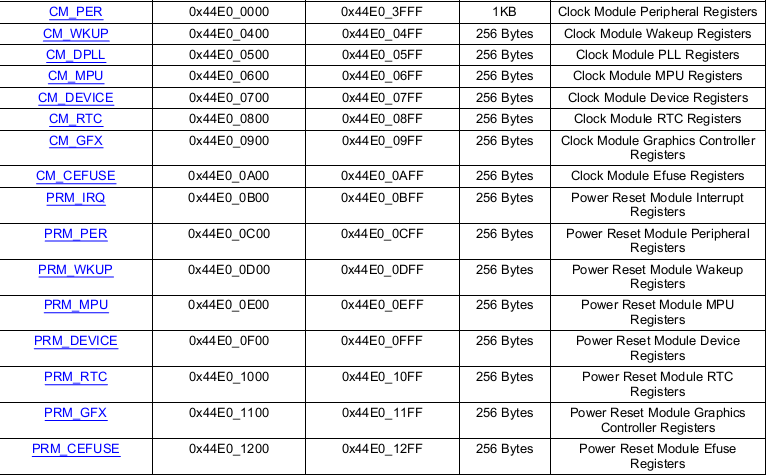 CM_PER 0x44E0_0000 0x44E0_3FFF 1KB Clock Module Peripheral Registers
CM_WKUP 0x44E0_0400 0x44E0_04FF 256 Bytes Clock Module Wakeup Registers
CM_DPLL 0x44E0_0500 0x44E0_05FF 256 Bytes Clock Module PLL Registers
CM_MPU 0x44E0_0600 0x44E0_06FF 256 Bytes Clock Module MPU Registers
CM_DEVICE 0x44E0_0700 0x44E0_07FF 256 Bytes Clock Module Device Registers
CM_RTC 0x44E0_0800 0x44E0_08FF 256 Bytes Clock Module RTC Registers
CM_GFX 0x44E0_0900 0x44E0_09FF 256 Bytes Clock Module Graphics Controller
Registers
CM_CEFUSE 0x44E0_0A00 0x44E0_0AFF 256 Bytes Clock Module Efuse Registers
PRM_IRQ 0x44E0_0B00 0x44E0_0BFF 256 Bytes Power Reset Module Interrupt
Registers
PRM_PER 0x44E0_0C00 0x44E0_0CFF 256 Bytes Power Reset Module Peripheral
Registers
PRM_WKUP 0x44E0_0D00 0x44E0_0DFF 256 Bytes Power Reset Module Wakeup
Registers
PRM_MPU 0x44E0_0E00 0x44E0_0EFF 256 Bytes Power Reset Module MPU
Registers
PRM_DEVICE 0x44E0_0F00 0x44E0_0FFF 256 Bytes Power Reset Module Device
Registers
PRM_RTC 0x44E0_1000 0x44E0_10FF 256 Bytes Power Reset Module RTC
Registers
PRM_GFX 0x44E0_1100 0x44E0_11FF 256 Bytes Power Reset Module Graphics
Controller Registers
PRM_CEFUSE 0x44E0_1200 0x44E0_12FF 256 Bytes Power Reset Module Efuse
Registers